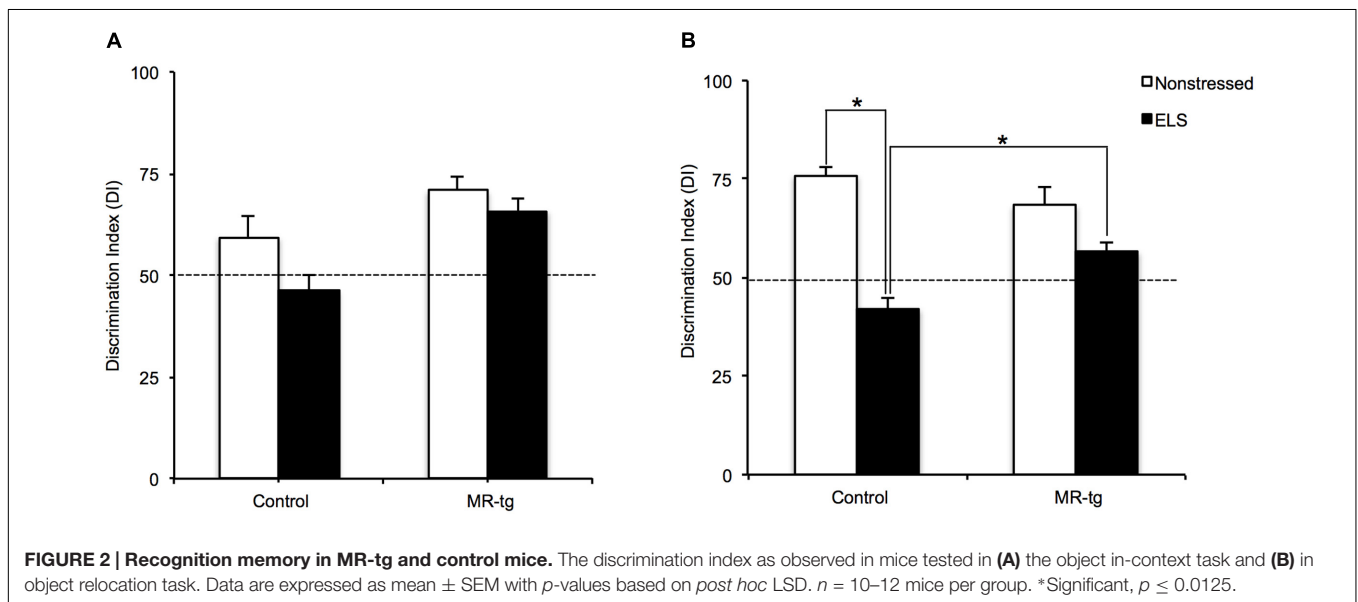 A
100
75
50
25
0
Discrimination Index (DI)
Control
MR-tg
B
100
75
50
25
0
Discrimination Index (DI)
*
*
Control
MR-tg
Nonstressed
ELS
FIGURE 2 | Recognition memory in MR-tg and control mice. The discrimination index as observed in mice tested in (A) the object in-context task and (B) in
object relocation task. Data are expressed as mean ± SEM with p-values based on post hoc LSD. n = 10–12 mice per group. *Significant, p ≤ 0.0125.